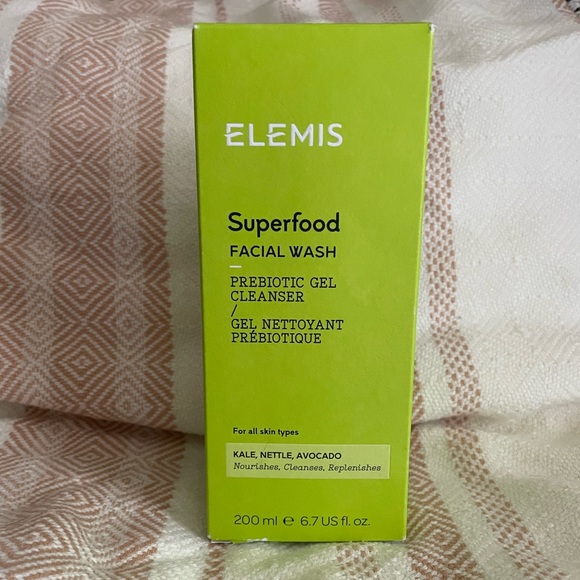 ELEMIS
Superfood
FACIAL WASH
PREBIOTIC GEL
CLEANSER
/
GEL NETTOYANT
PRÉBIOTIQUE
For all skin types
KALE, NETTLE, AVOCADO
Nourishes, Cleanses, Replenishes
200 ml ℮ 6.7 US fl. oz.